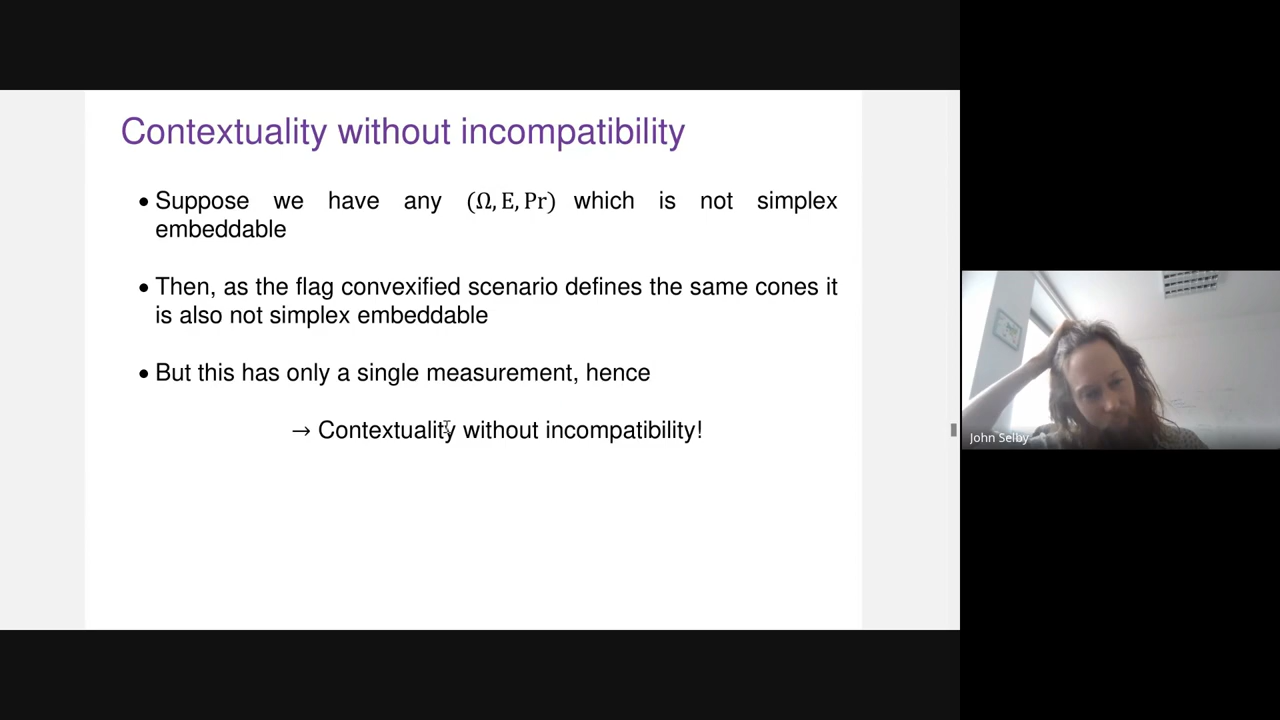 Contextuality without incompatibility
• Suppose we have any (Ω, E, Pr) which is not simplex
embeddable
• Then, as the flag convexified scenario defines the same cones it
is also not simplex embeddable
• But this has only a single measurement, hence
→ Contextuality without incompatibility!
John Selby